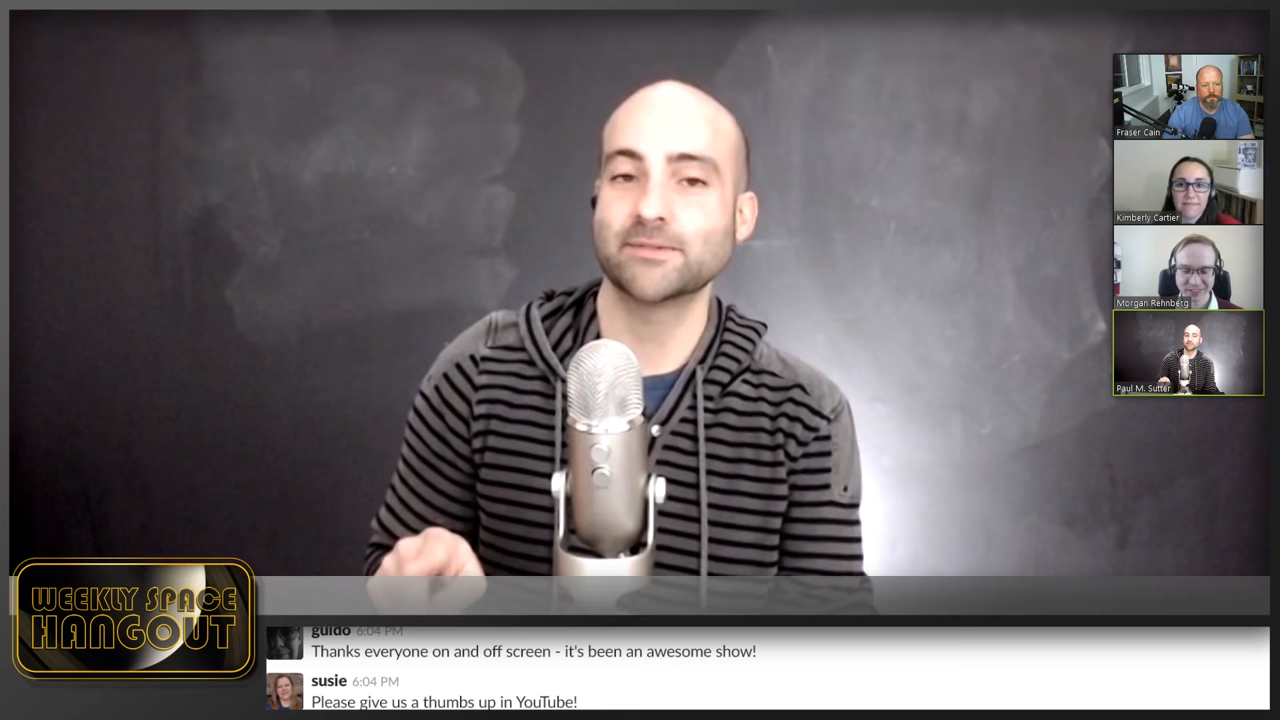 Fraser Cain
Kimberly Cartier
Morgan Rehnberg
Paul M. Sutter
WEEKLY SPACE
HANGOUT
guido 6:04 PM
Thanks everyone on and off screen - it's been an awesome show!
susie 6:04 PM
Please give us a thumbs up in YouTube!